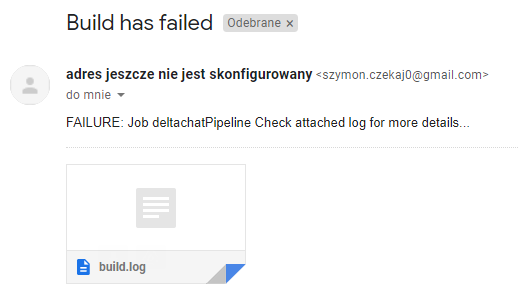 Build has failed Odebrane ×
adres jeszcze nie jest skonfigurowany <szymon.czekaj0@gmail.com>
do mnie
FAILURE: Job deltachatPipeline Check attached log for more details...
build.log